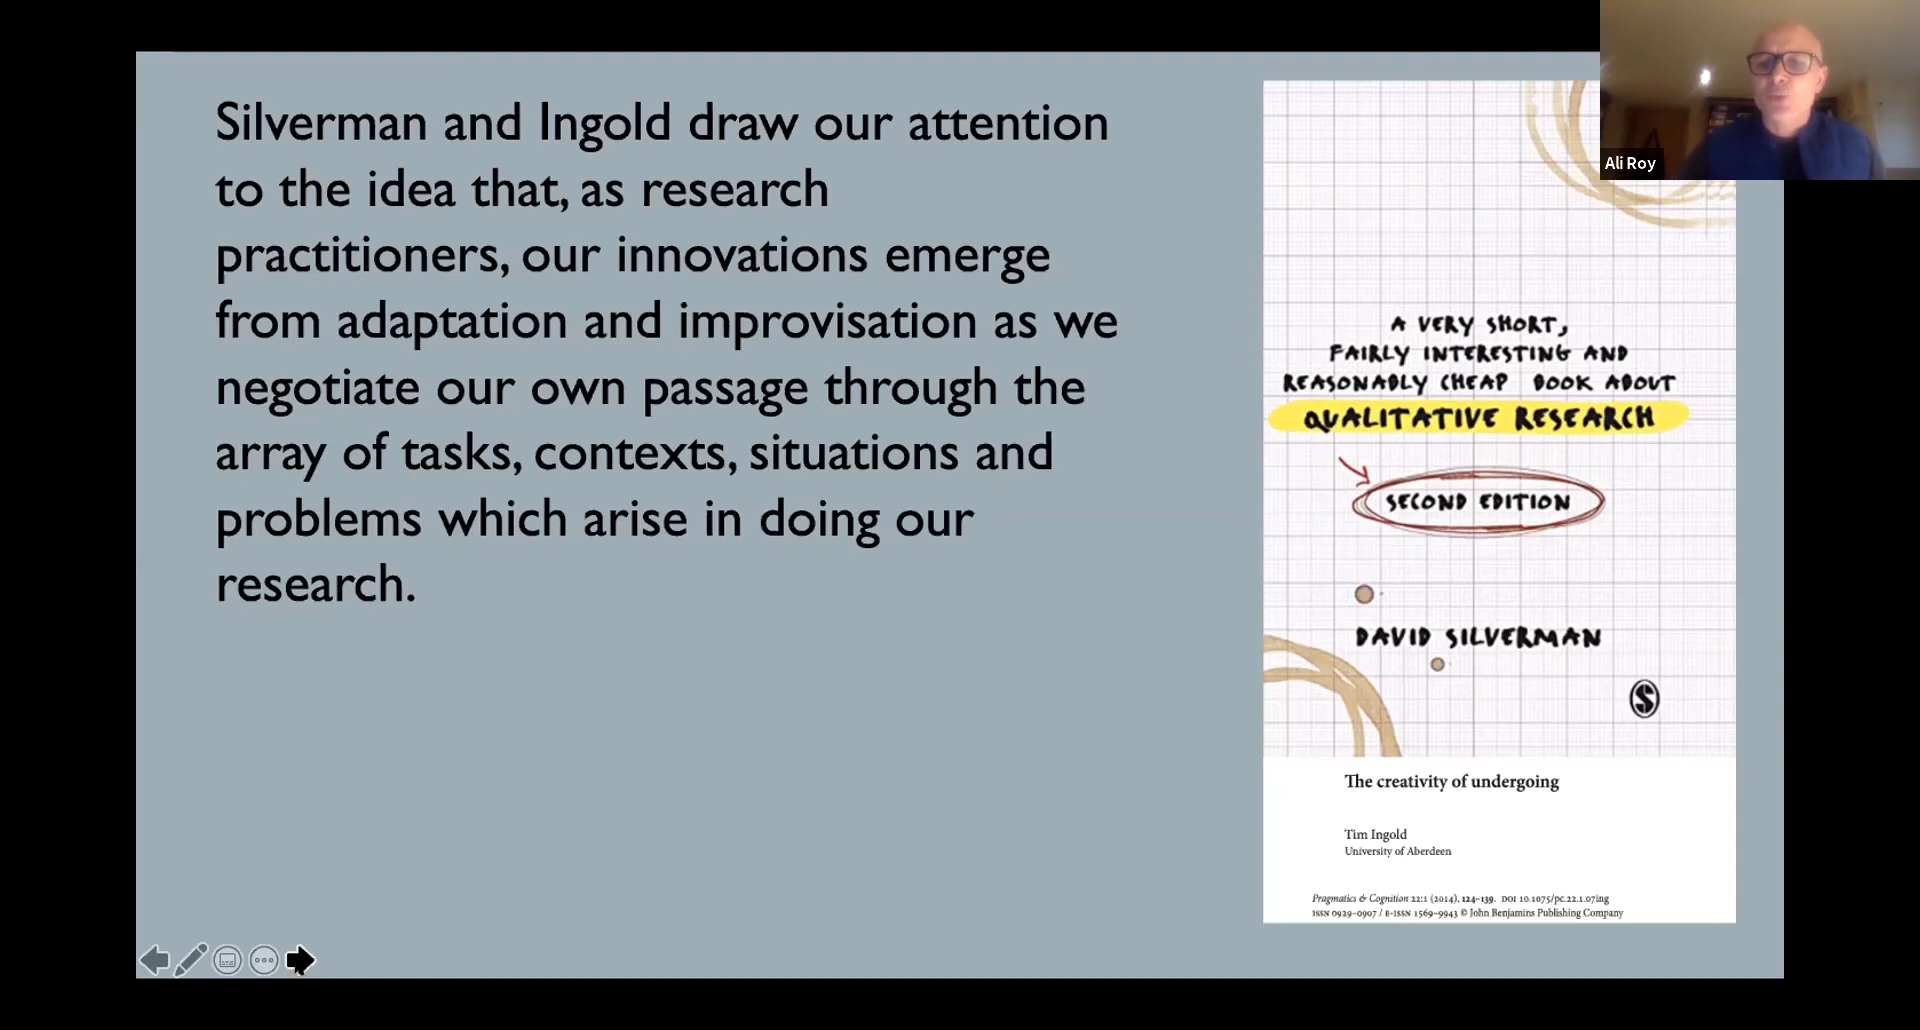 Silverman and Ingold draw our attention
to the idea that, as research
practitioners, our innovations emerge
from adaptation and improvisation as we
negotiate our own passage through the
array of tasks, contexts, situations and
problems which arise in doing our
research.
Ali Roy
A VERY SHORT,
FAIRLY INTERESTING AND
REASONABLY CHEAP BOOK ABOUT
QUALITATIVE RESEARCH
SECOND EDITION
DAVID SILVERMAN
S
The creativity of undergoing
Tim Ingold
University of Aberdeen
Pragmatics & Cognition 22:1 (2014), 124–139. DOI 10.1075/pc.22.1.07ing
ISSN 0929–0907 / E-ISSN 1569–9943 © John Benjamins Publishing Company